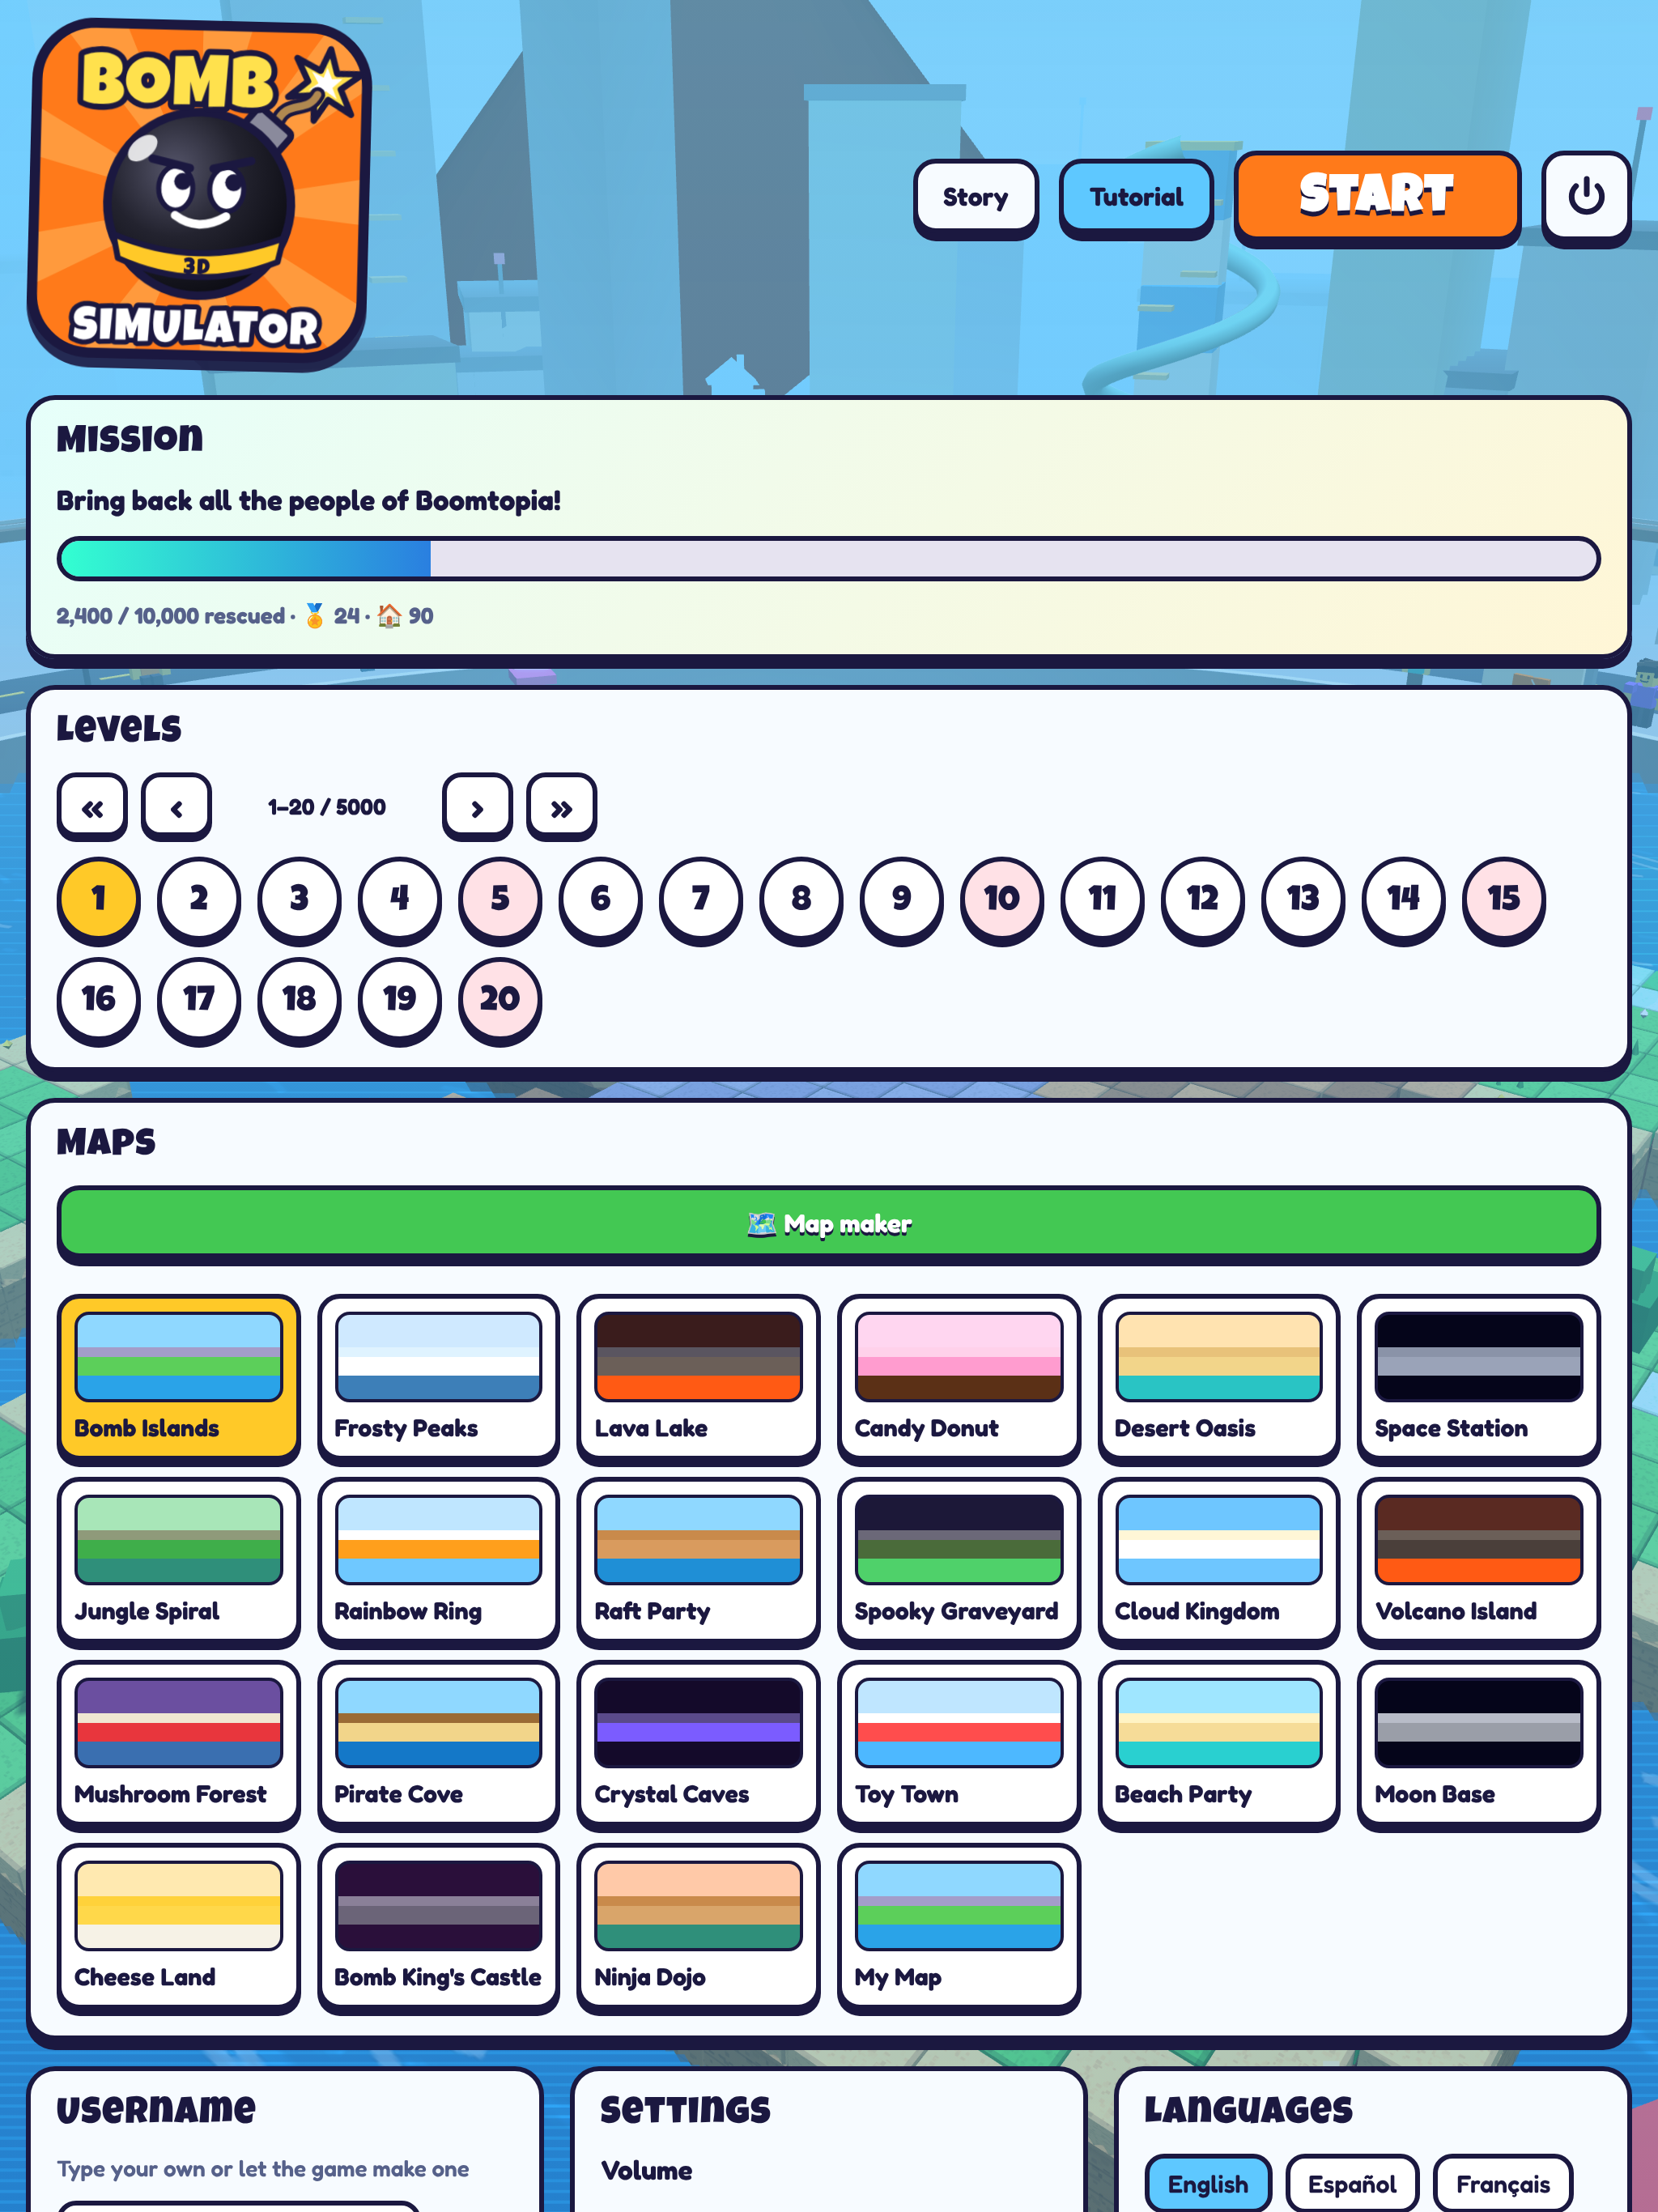 BOMB
3D
SIMULATOR
Story
Tutorial
START
Mission
Bring back all the people of Boomtopia!
2,400 / 10,000 rescued · 🏅 24 · 🏠 90
Levels
« ‹ 1–20 / 5000 › »
1 2 3 4 5 6 7 8 9 10 11 12 13 14 15
16 17 18 19 20
Maps
🗺️ Map maker
Bomb Islands
Frosty Peaks
Lava Lake
Candy Donut
Desert Oasis
Space Station
Jungle Spiral
Rainbow Ring
Raft Party
Spooky Graveyard
Cloud Kingdom
Volcano Island
Mushroom Forest
Pirate Cove
Crystal Caves
Toy Town
Beach Party
Moon Base
Cheese Land
Bomb King's Castle
Ninja Dojo
My Map
Username
Type your own or let the game make one
Settings
Volume
Languages
English
Español
Français